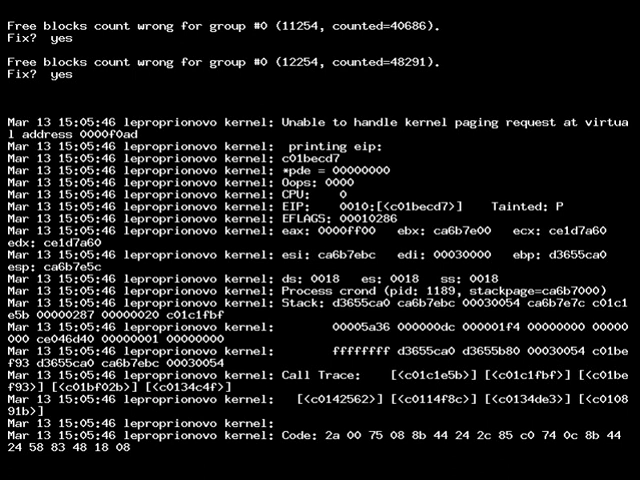 Free blocks count wrong for group #0 (11254, counted=40686).
Fix?  yes
Free blocks count wrong for group #0 (12254, counted=48291).
Fix?  yes
Mar 13 15:05:46 leproprionovo kernel: Unable to handle kernel paging request at virtua
l address 0000f0ad
Mar 13 15:05:46 leproprionovo kernel:  printing eip:
Mar 13 15:05:46 leproprionovo kernel: c01becd7
Mar 13 15:05:46 leproprionovo kernel: *pde = 00000000
Mar 13 15:05:46 leproprionovo kernel: Oops: 0000
Mar 13 15:05:46 leproprionovo kernel: CPU:    0
Mar 13 15:05:46 leproprionovo kernel: EIP:    0010:[<c01becd7>]    Tainted: P
Mar 13 15:05:46 leproprionovo kernel: EFLAGS: 00010286
Mar 13 15:05:46 leproprionovo kernel: eax: 0000ff00   ebx: ca6b7e00   ecx: ce1d7a60
edx: ce1d7a60
Mar 13 15:05:46 leproprionovo kernel: esi: ca6b7ebc   edi: 00030000   ebp: d3655ca0
esp: ca6b7e5c
Mar 13 15:05:46 leproprionovo kernel: ds: 0018   es: 0018   ss: 0018
Mar 13 15:05:46 leproprionovo kernel: Process crond (pid: 1189, stackpage=ca6b7000)
Mar 13 15:05:46 leproprionovo kernel: Stack: d3655ca0 ca6b7ebc 00030054 ca6b7e7c c01c1
e5b 00000287 00000020 c01c1fbf
Mar 13 15:05:46 leproprionovo kernel:        00005a36 000000dc 000001f4 00000000 00000
000 ce046d40 00000001 00000000
Mar 13 15:05:46 leproprionovo kernel:        ffffffff d3655ca0 d3655b80 00030054 c01be
f93 d3655ca0 ca6b7ebc 00030054
Mar 13 15:05:46 leproprionovo kernel: Call Trace:    [<c01c1e5b>] [<c01c1fbf>] [<c01be
f93>] [<c01bf02b>] [<c0134c4f>]
Mar 13 15:05:46 leproprionovo kernel:   [<c0142562>] [<c0114f8c>] [<c0134de3>] [<c0108
91b>]
Mar 13 15:05:46 leproprionovo kernel:
Mar 13 15:05:46 leproprionovo kernel: Code: 2a 00 75 08 8b 44 24 2c 85 c0 74 0c 8b 44
24 58 83 48 18 08